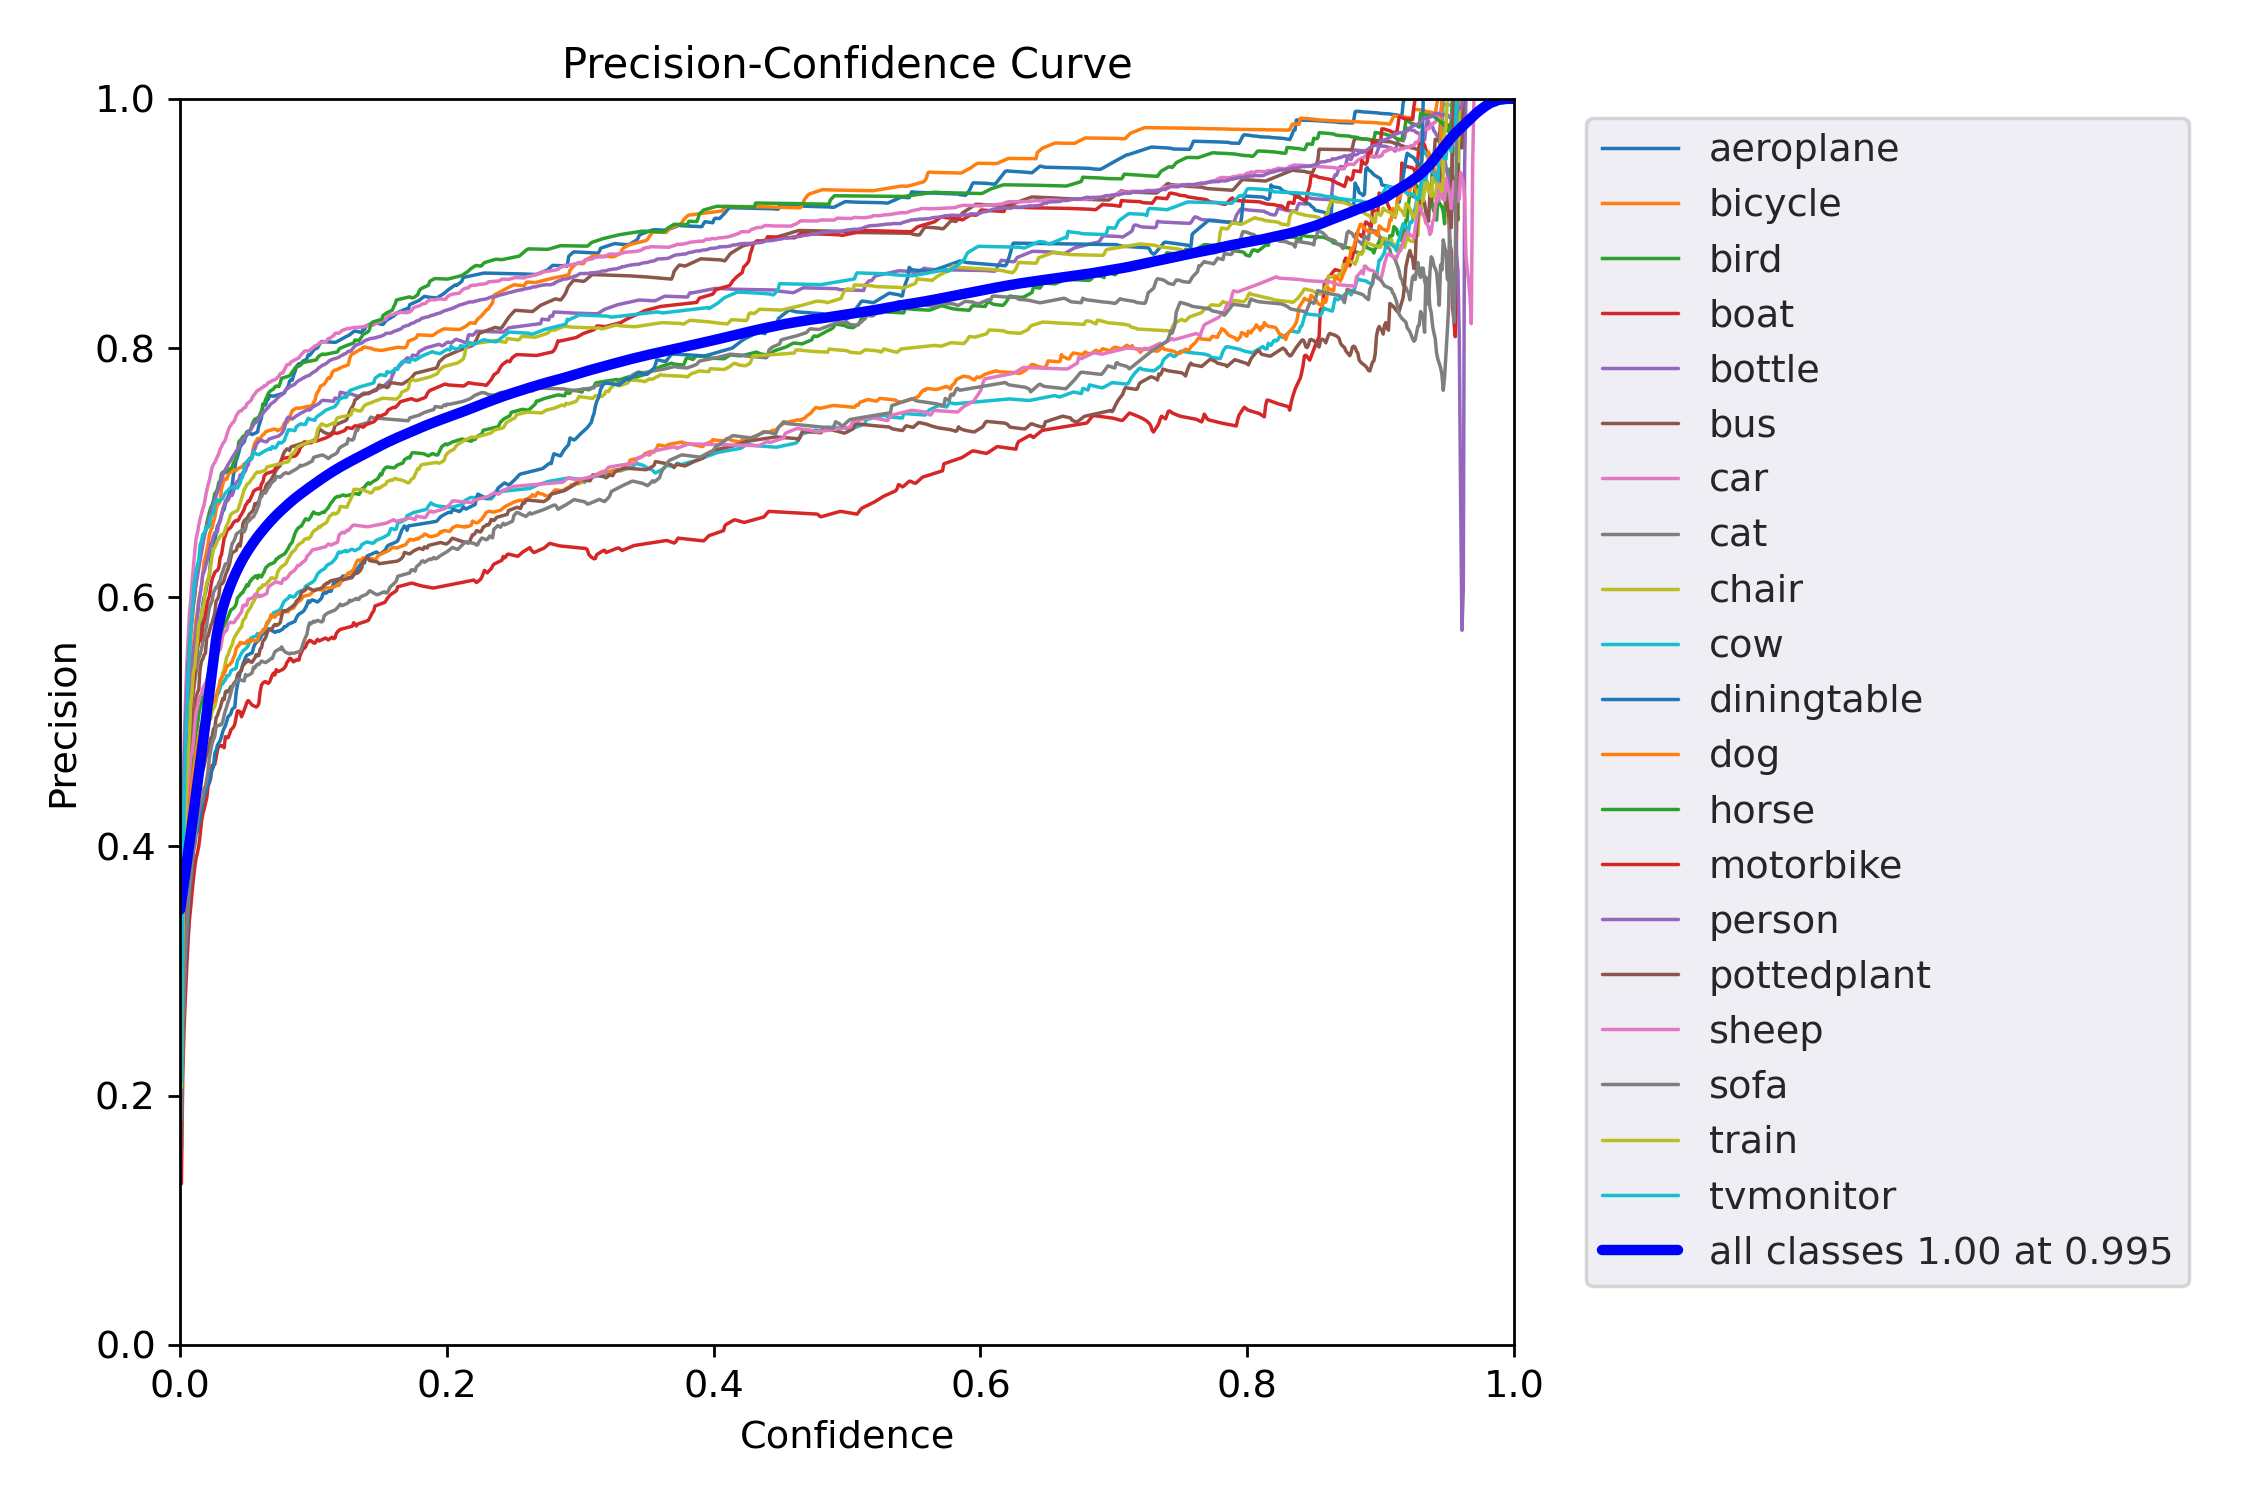 Precision-Confidence Curve
1.0
0.8
0.6
0.4
0.2
0.0
Precision
0.0 0.2 0.4 0.6 0.8 1.0
Confidence
aeroplane
bicycle
bird
boat
bottle
bus
car
cat
chair
cow
diningtable
dog
horse
motorbike
person
pottedplant
sheep
sofa
train
tvmonitor
all classes 1.00 at 0.995